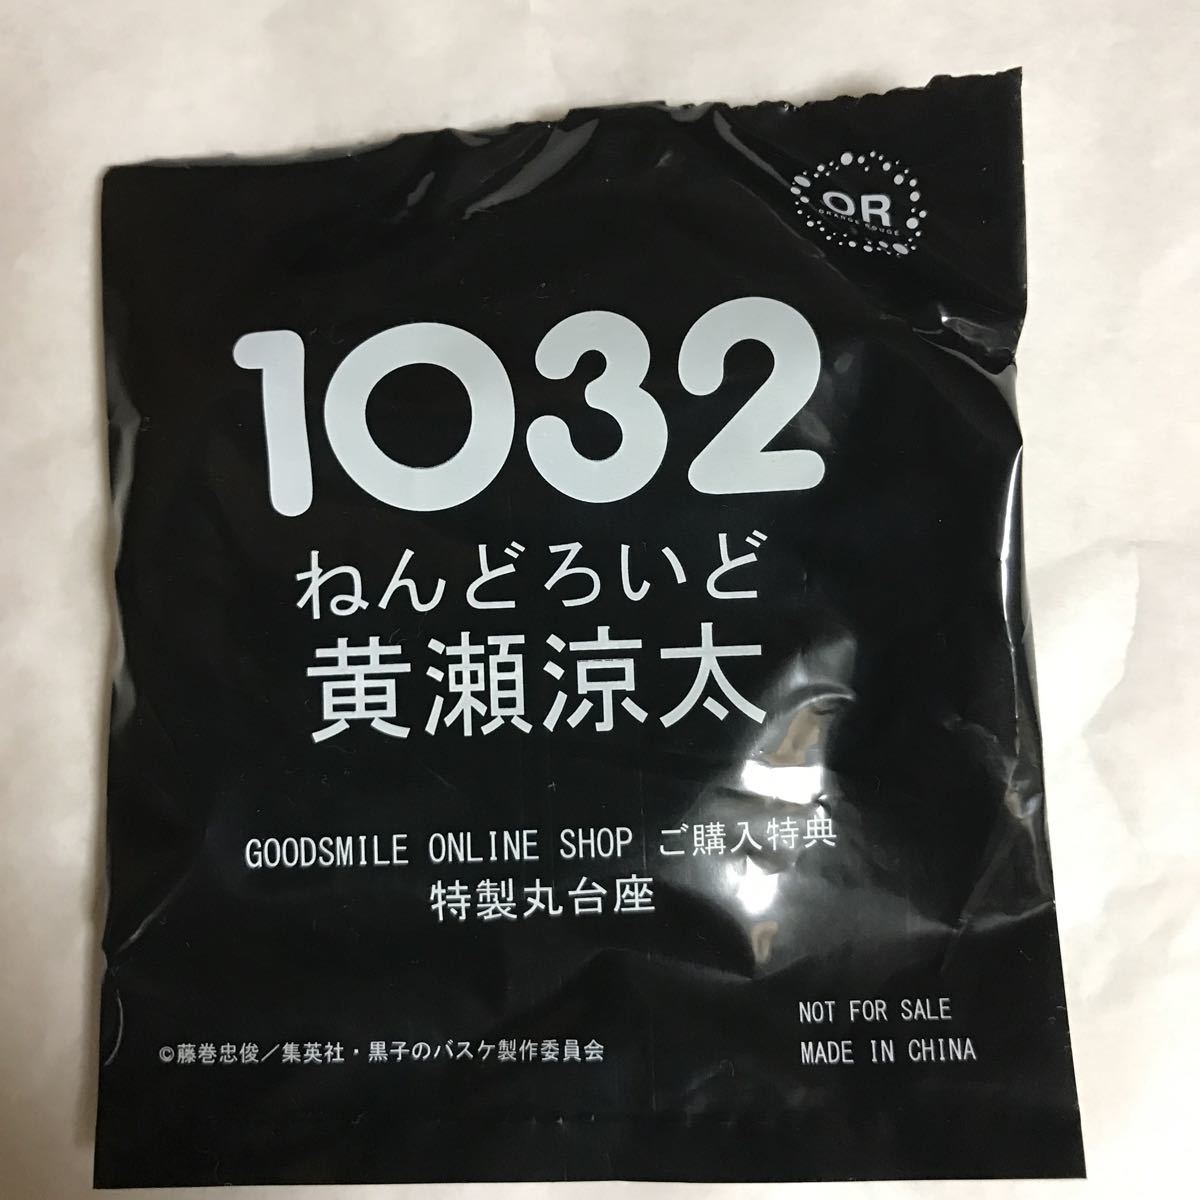 OR
ORANGE ROUGE
1032
ねんどろいど
黄瀬涼太
GOODSMILE ONLINE SHOP ご購入特典
特製丸台座
NOT FOR SALE
©藤巻忠俊／集英社・黒子のバスケ製作委員会
MADE IN CHINA